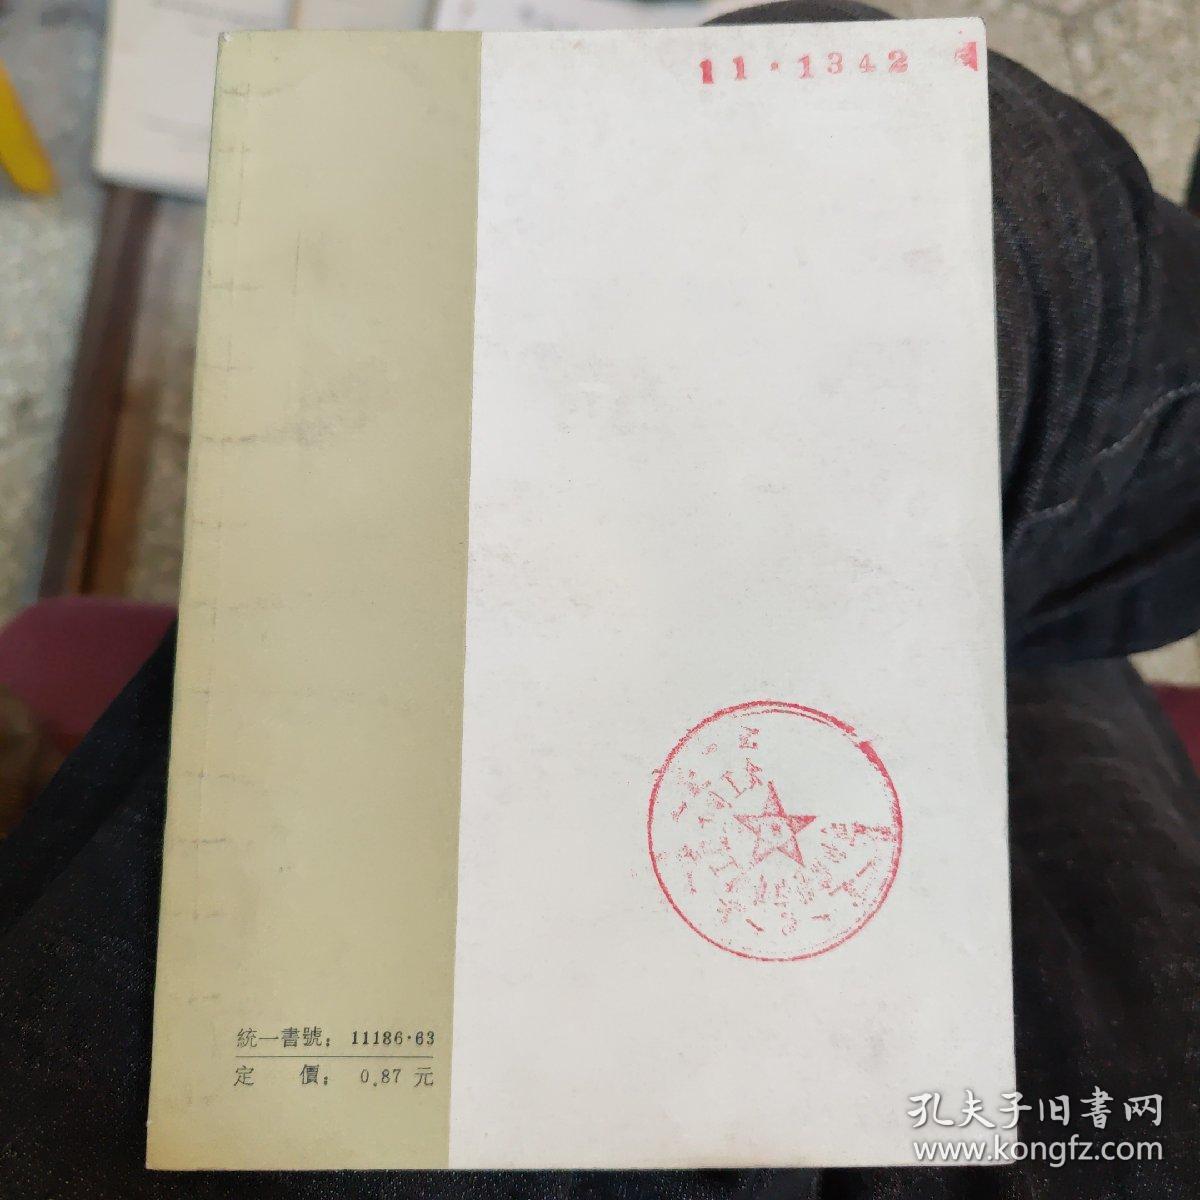 11·1342
統一書號：11186·63
定　　價：0.87 元
孔夫子旧書网
www.kongfz.com